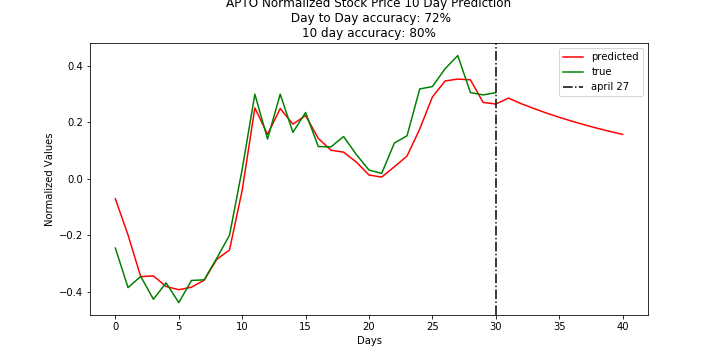 APTO Normalized Stock Price 10 Day Prediction
Day to Day accuracy: 72%
10 day accuracy: 80%
predicted
true
april 27
Normalized Values
0.4
0.2
0.0
−0.2
−0.4
0 5 10 15 20 25 30 35 40
Days